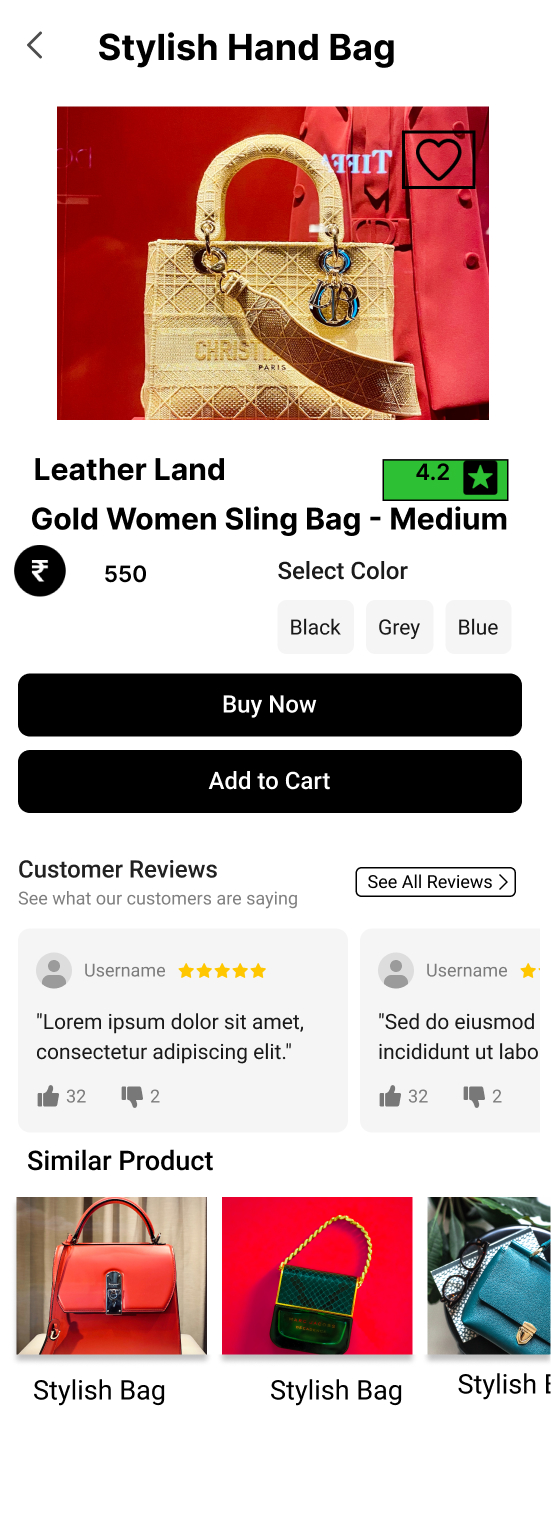 Stylish Hand Bag
TIFFA
CHRISTI
PARIS
Leather Land
4.2
Gold Women Sling Bag - Medium
₹ 550
Select Color
Black Grey Blue
Buy Now
Add to Cart
Customer Reviews
See All Reviews
See what our customers are saying
Username
"Lorem ipsum dolor sit amet,
consectetur adipiscing elit."
32 2
Username
"Sed do eiusmod
incididunt ut labo
32 2
Similar Product
Stylish Bag
Stylish Bag
Stylish B